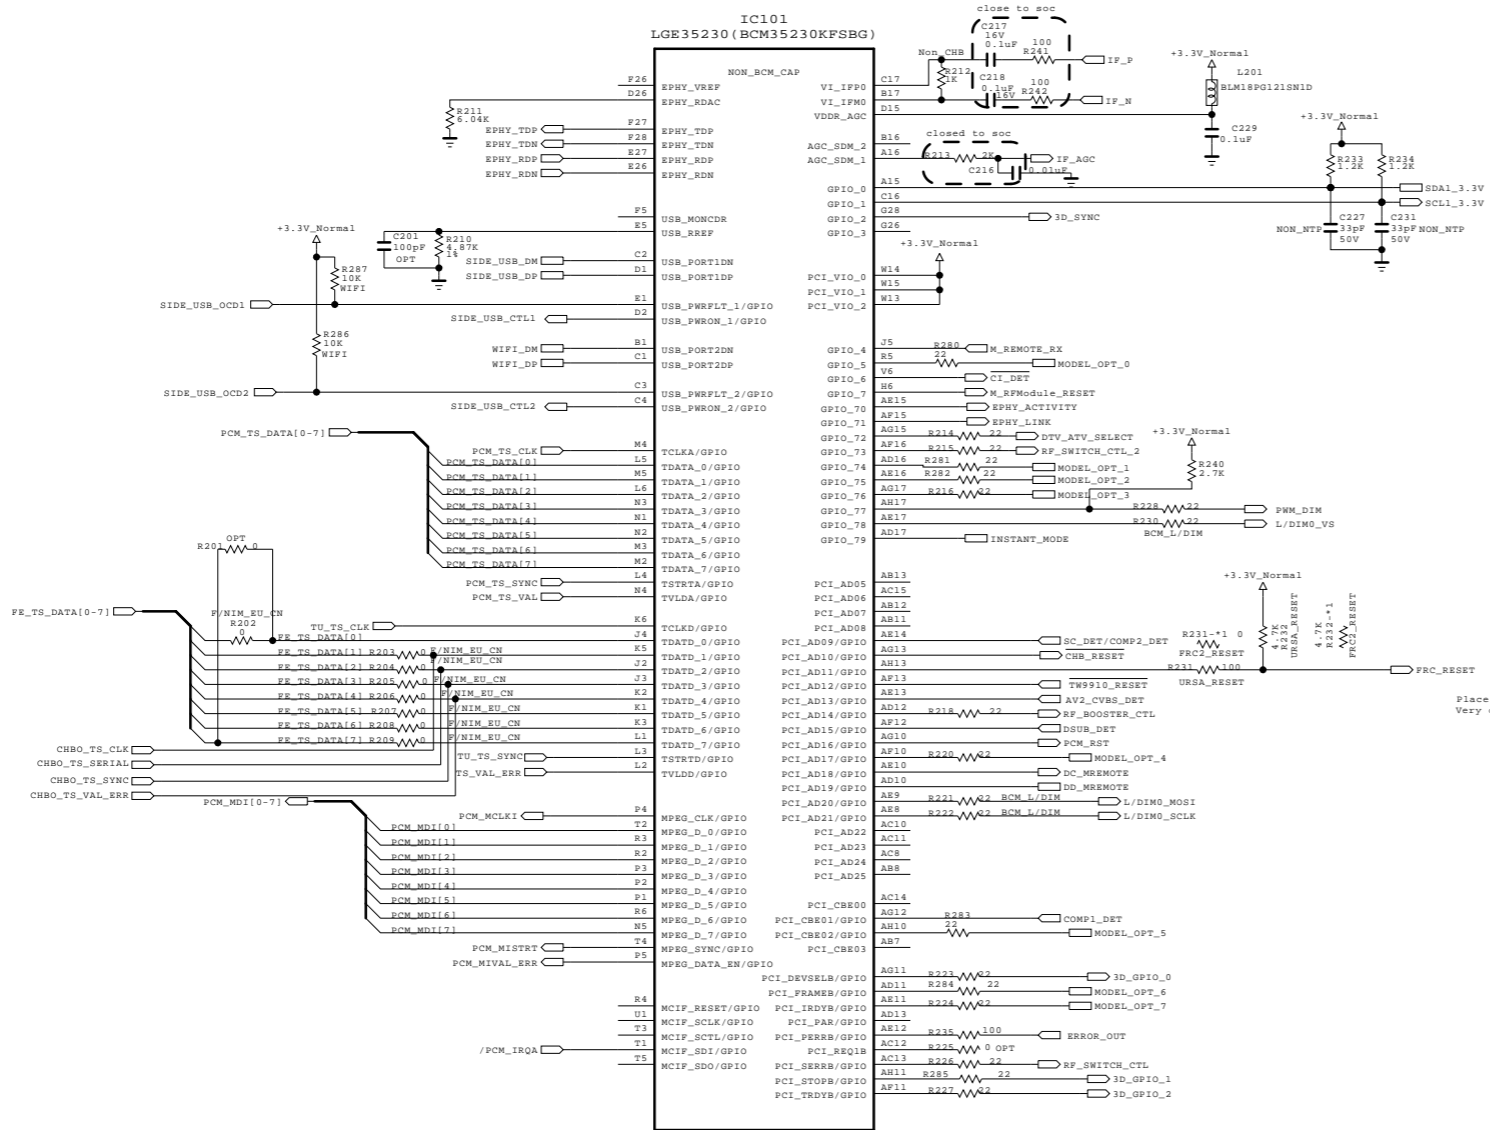 IC101
LGE35230(BCM35230KFSBG)
NON_BCM_CAP
F26 EPHY_VREF
D26 EPHY_RDAC
R211
6.04K
EPHY_TDP F27 EPHY_TDP
EPHY_TDN F28 EPHY_TDN
EPHY_RDP E27 EPHY_RDP
EPHY_RDN E26 EPHY_RDN
F5 USB_MONCDR
E5 USB_RREF
+3.3V_Normal
C201
100pF
OPT
R210
4.87K
1%
R287
10K
WIFI
SIDE_USB_DM C2 USB_PORT1DN
SIDE_USB_DP D1 USB_PORT1DP
SIDE_USB_OCD1 E1 USB_PWRFLT_1/GPIO
SIDE_USB_CTL1 D2 USB_PWRON_1/GPIO
R286
10K
WIFI
WIFI_DM B1 USB_PORT2DN
WIFI_DP C1 USB_PORT2DP
SIDE_USB_OCD2 C3 USB_PWRFLT_2/GPIO
SIDE_USB_CTL2 C4 USB_PWRON_2/GPIO
PCM_TS_DATA[0-7]
PCM_TS_CLK M4 TCLKA/GPIO
PCM_TS_DATA[0] L5 TDATA_0/GPIO
PCM_TS_DATA[1] M5 TDATA_1/GPIO
PCM_TS_DATA[2] L6 TDATA_2/GPIO
PCM_TS_DATA[3] N3 TDATA_3/GPIO
PCM_TS_DATA[4] N1 TDATA_4/GPIO
PCM_TS_DATA[5] N2 TDATA_5/GPIO
PCM_TS_DATA[6] M3 TDATA_6/GPIO
PCM_TS_DATA[7] M2 TDATA_7/GPIO
OPT
R201 0
PCM_TS_SYNC L4 TSTRTA/GPIO
PCM_TS_VAL N4 TVLDA/GPIO
FE_TS_DATA[0-7]
F/NIM_EU_CN
R202
0
TU_TS_CLK K6 TCLKD/GPIO
FE_TS_DATA[0] J4 TDATD_0/GPIO
FE_TS_DATA[1] R203 0 F/NIM_EU_CN K5 TDATD_1/GPIO
FE_TS_DATA[2] R204 0 F/NIM_EU_CN J2 TDATD_2/GPIO
FE_TS_DATA[3] R205 0 F/NIM_EU_CN J3 TDATD_3/GPIO
FE_TS_DATA[4] R206 0 F/NIM_EU_CN K2 TDATD_4/GPIO
FE_TS_DATA[5] R207 0 F/NIM_EU_CN K1 TDATD_5/GPIO
FE_TS_DATA[6] R208 0 F/NIM_EU_CN K3 TDATD_6/GPIO
FE_TS_DATA[7] R209 0 F/NIM_EU_CN L1 TDATD_7/GPIO
CHBO_TS_CLK
TU_TS_SYNC L3 TSTRTD/GPIO
CHBO_TS_SERIAL
TS_VAL_ERR L2 TVLDD/GPIO
CHBO_TS_SYNC
CHBO_TS_VAL_ERR
PCM_MDI[0-7]
PCM_MCLKI P4 MPEG_CLK/GPIO
PCM_MDI[0] T2 MPEG_D_0/GPIO
PCM_MDI[1] R3 MPEG_D_1/GPIO
PCM_MDI[2] R2 MPEG_D_2/GPIO
PCM_MDI[3] P3 MPEG_D_3/GPIO
PCM_MDI[4] P2 MPEG_D_4/GPIO
PCM_MDI[5] P1 MPEG_D_5/GPIO
PCM_MDI[6] R6 MPEG_D_6/GPIO
PCM_MDI[7] N5 MPEG_D_7/GPIO
PCM_MISTRT T4 MPEG_SYNC/GPIO
PCM_MIVAL_ERR P5 MPEG_DATA_EN/GPIO
R4 MCIF_RESET/GPIO
U1 MCIF_SCLK/GPIO
T3 MCIF_SCTL/GPIO
/PCM_IRQA T1 MCIF_SDI/GPIO
T5 MCIF_SDO/GPIO
close to soc
C217
16V
0.1uF
100
R241
IF_P
Non_CHB
R212
1K
C218
0.1uF
16V
100
R242
IF_N
VI_IFP0 C17
VI_IFM0 B17
VDDR_AGC D15
+3.3V_Normal
L201
BLM18PG121SN1D
C229
0.1uF
closed to soc
AGC_SDM_2 B16
AGC_SDM_1 A16 R213 2K IF_AGC
C216 0.01uF
+3.3V_Normal
R233
1.2K
R234
1.2K
GPIO_0 A15 SDA1_3.3V
GPIO_1 C16 SCL1_3.3V
GPIO_2 G28 3D_SYNC
GPIO_3 G26
NON_NTP
C227
33pF
50V
C231
33pF
50V
NON_NTP
+3.3V_Normal
PCI_VIO_0 W14
PCI_VIO_1 W15
PCI_VIO_2 W13
GPIO_4 J5 M_REMOTE_RX
GPIO_5 R5 R280 22 MODEL_OPT_0
GPIO_6 V6 CI_DET
GPIO_7 H6 M_RFModule_RESET
GPIO_70 AE15 EPHY_ACTIVITY
GPIO_71 AF15 EPHY_LINK
GPIO_72 AG15 R214 22 DTV_ATV_SELECT
GPIO_73 AF16 R215 22 RF_SWITCH_CTL_2
GPIO_74 AD16 R281 22 MODEL_OPT_1
GPIO_75 AE16 R282 22 MODEL_OPT_2
GPIO_76 AG17 R216 22 MODEL_OPT_3
+3.3V_Normal
R240
2.7K
GPIO_77 AH17 R228 22 PWM_DIM
GPIO_78 AE17 R230 22 L/DIM0_VS
BCM_L/DIM
GPIO_79 AD17 INSTANT_MODE
PCI_AD05 AB13
PCI_AD06 AC15
PCI_AD07 AB12
PCI_AD08 AB11
PCI_AD09/GPIO AE14 SC_DET/COMP2_DET
PCI_AD10/GPIO AG13 CHB_RESET
PCI_AD11/GPIO AH13 R231 100 FRC_RESET
URSA_RESET
R231-*1 0
FRC2_RESET
+3.3V_Normal
4.7K
R232
URSA_RESET
4.7K
R232-*1
FRC2_RESET
Place
Very
PCI_AD12/GPIO AF13 TW9910_RESET
PCI_AD13/GPIO AE13 AV2_CVBS_DET
PCI_AD14/GPIO AD12 R218 22 RF_BOOSTER_CTL
PCI_AD15/GPIO AF12 DSUB_DET
PCI_AD16/GPIO AG10 PCM_RST
PCI_AD17/GPIO AF10 R220 22 MODEL_OPT_4
PCI_AD18/GPIO AE10 DC_MREMOTE
PCI_AD19/GPIO AD10 DD_MREMOTE
PCI_AD20/GPIO AE9 R221 22 BCM_L/DIM L/DIM0_MOSI
PCI_AD21/GPIO AE8 R222 22 BCM_L/DIM L/DIM0_SCLK
PCI_AD22 AC10
PCI_AD23 AC11
PCI_AD24 AC8
PCI_AD25 AB8
PCI_CBE00 AC14
PCI_CBE01/GPIO AG12 COMP1_DET
PCI_CBE02/GPIO AH10 R283 22 MODEL_OPT_5
PCI_CBE03 AB7
PCI_DEVSELB/GPIO AG11 R223 22 3D_GPIO_0
PCI_FRAMEB/GPIO AD11 R284 22 MODEL_OPT_6
PCI_IRDYB/GPIO AE11 R224 22 MODEL_OPT_7
PCI_PAR/GPIO AD13
PCI_PERRB/GPIO AE12 R235 100 ERROR_OUT
PCI_REQ1B AC12 R225 0 OPT
PCI_SERRB/GPIO AC13 R226 22 RF_SWITCH_CTL
PCI_STOPB/GPIO AH11 R285 22 3D_GPIO_1
PCI_TRDYB/GPIO AF11 R227 22 3D_GPIO_2